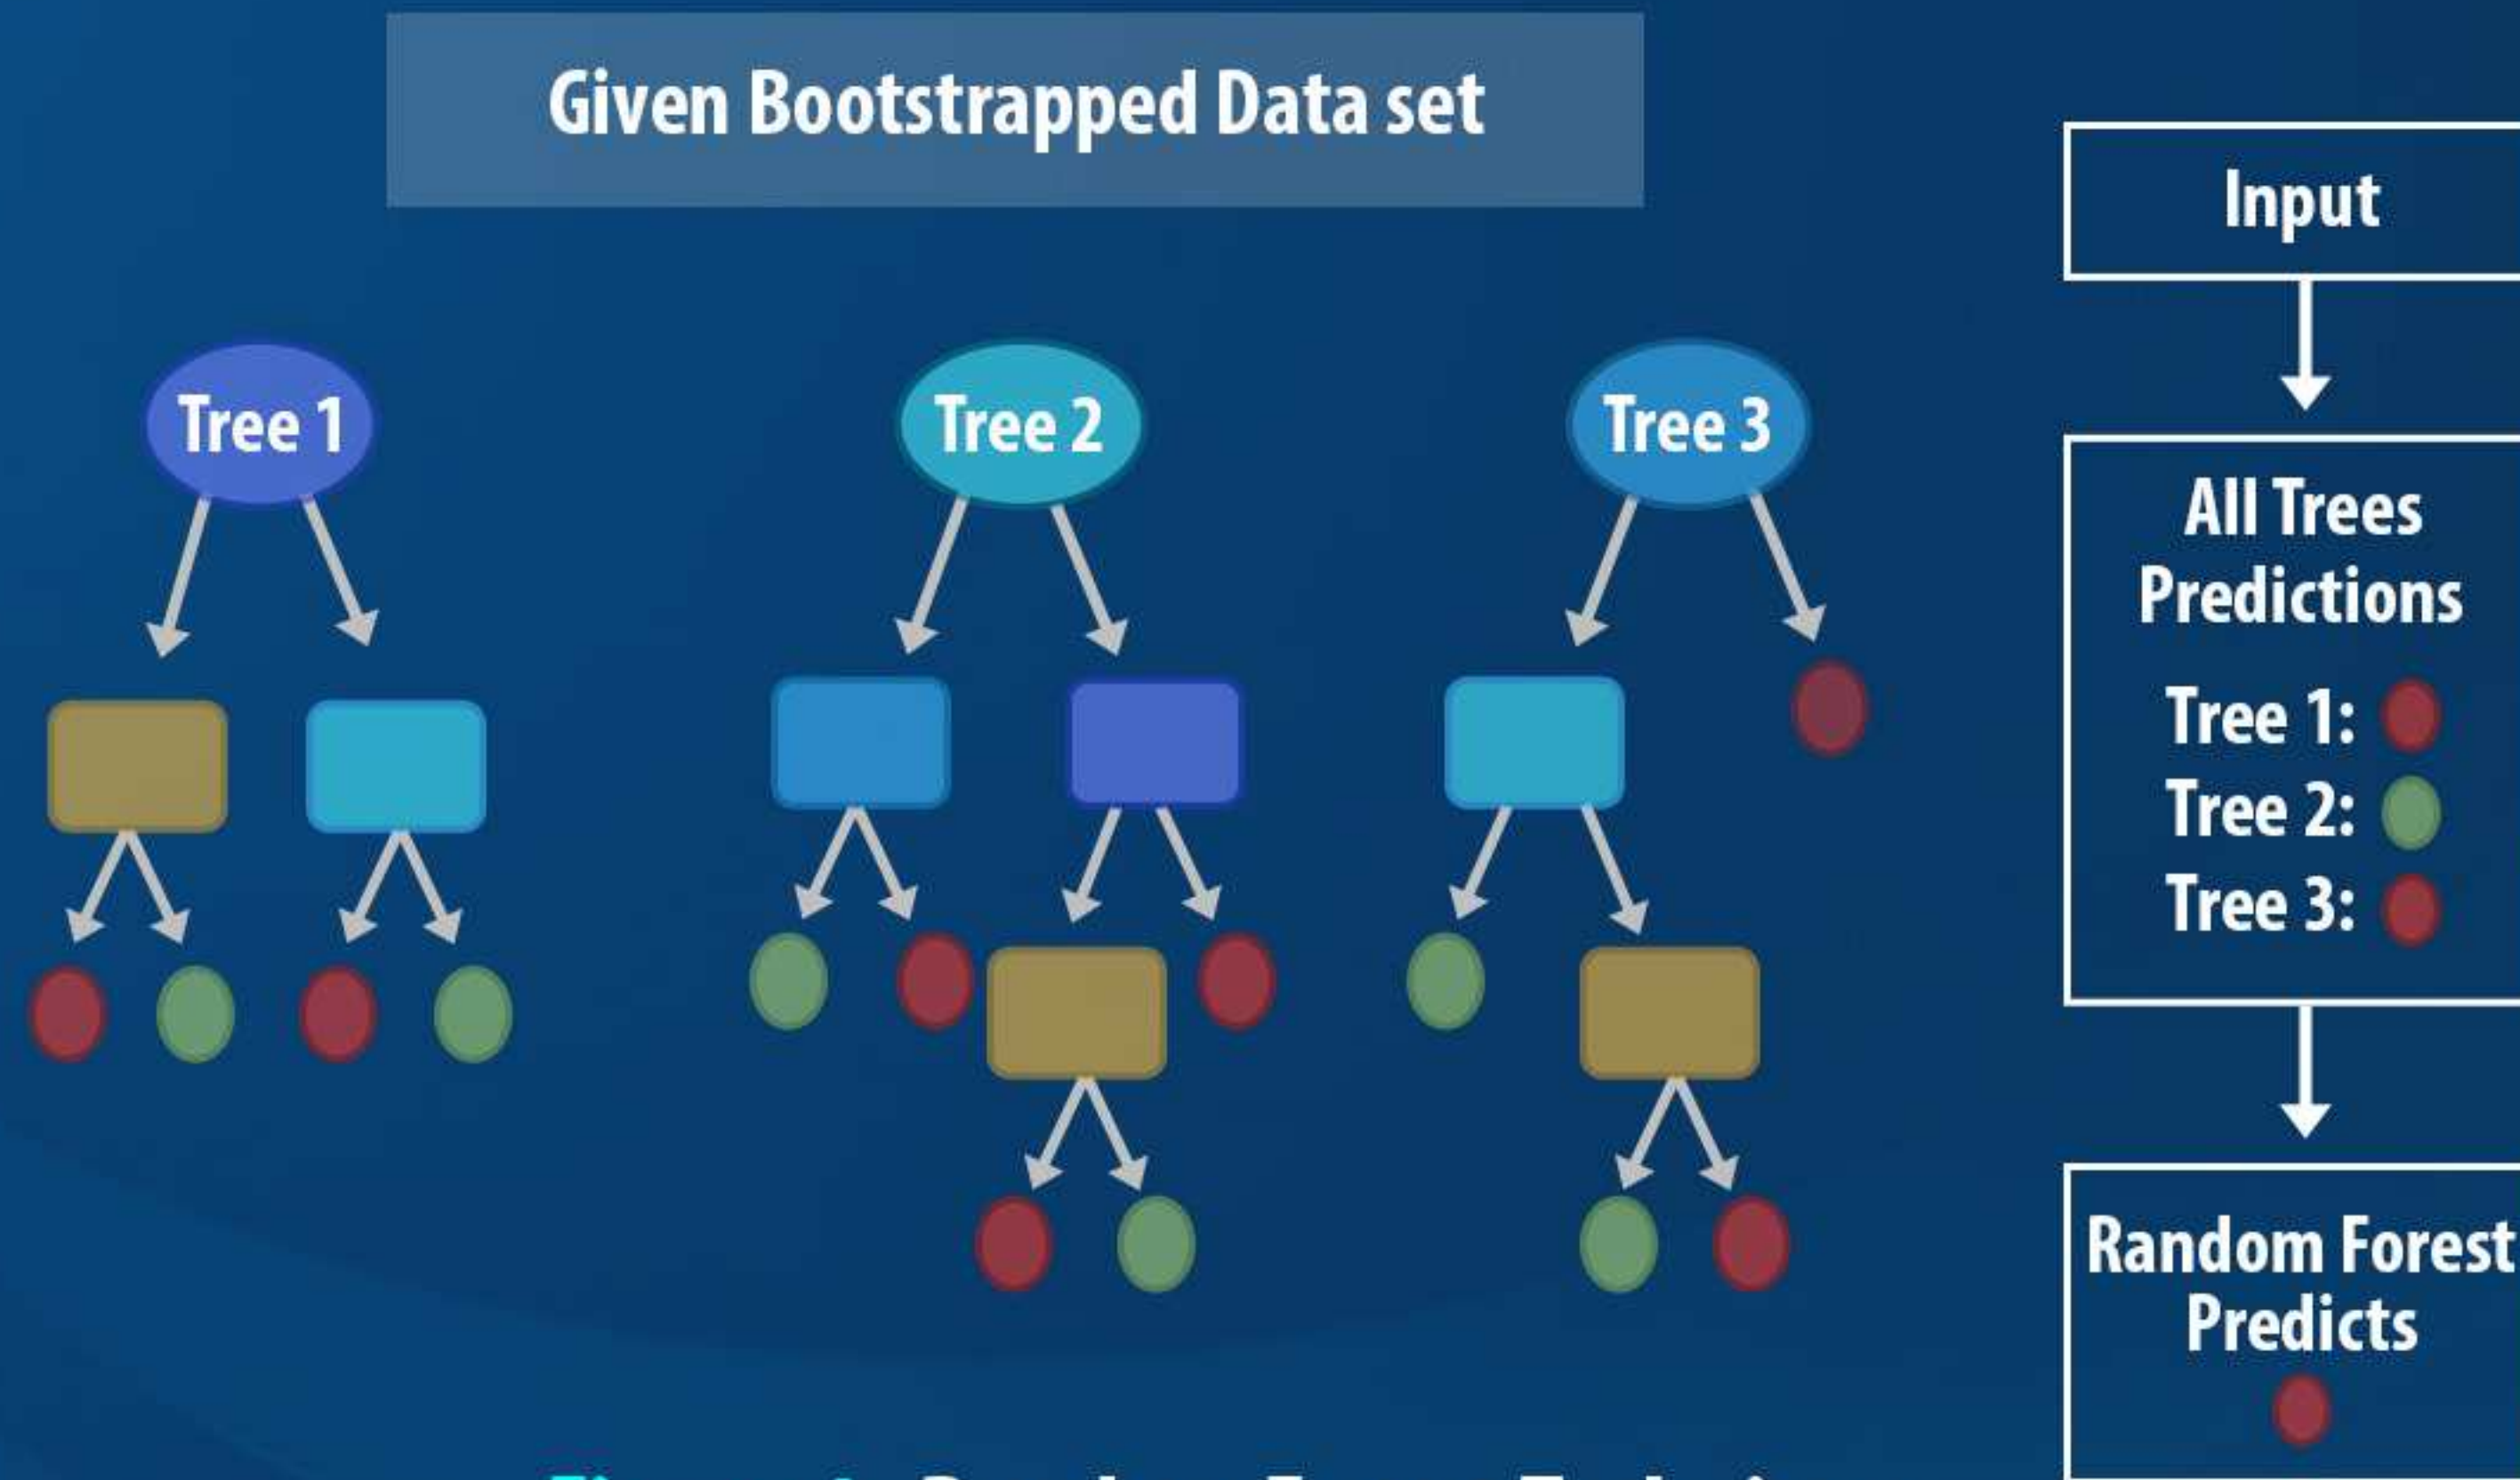 Given Bootstrapped Data set
Tree 1
Tree 2
Tree 3
Input
All Trees
Predictions
Tree 1:
Tree 2:
Tree 3:
Random Forest
Predicts